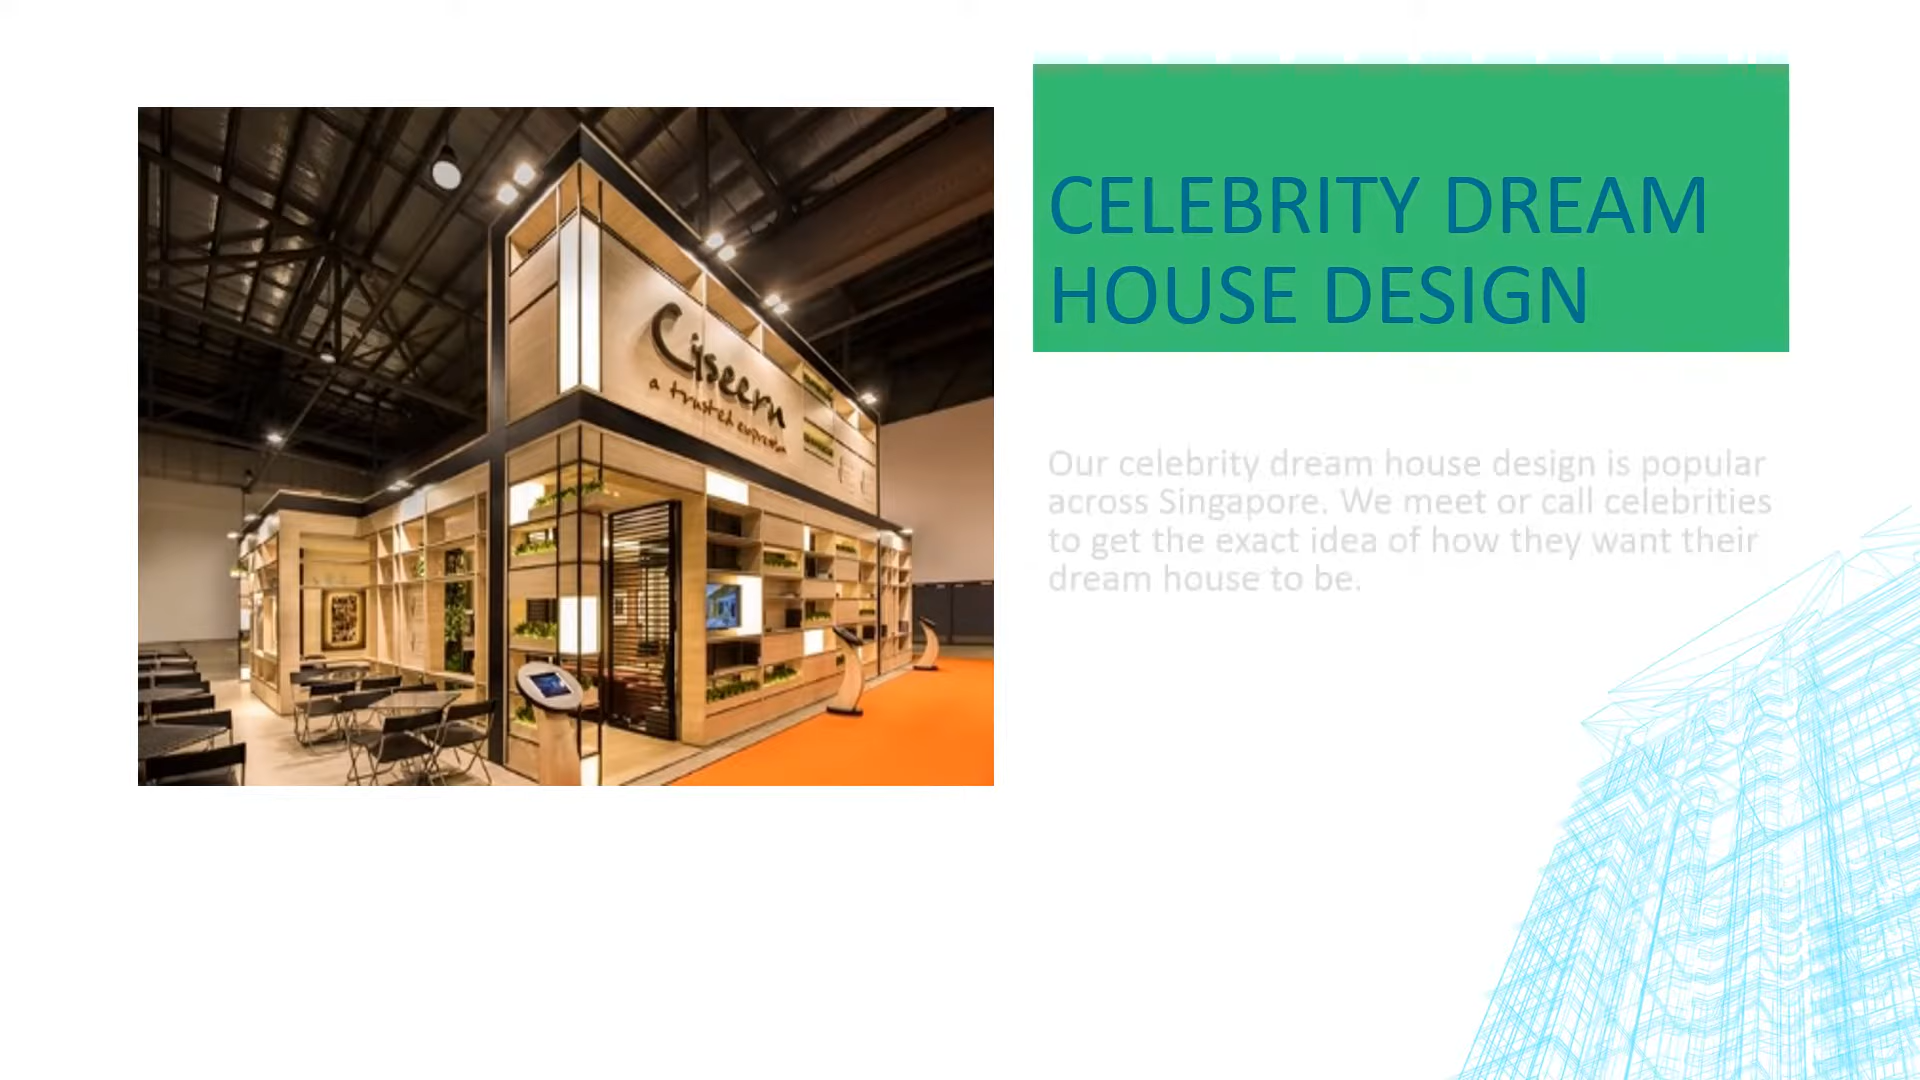 CELEBRITY DREAM
HOUSE DESIGN
Our celebrity dream house design is popular
across Singapore. We meet or call celebrities
to get the exact idea of how they want their
dream house to be.
Ciseern
a trusted expression